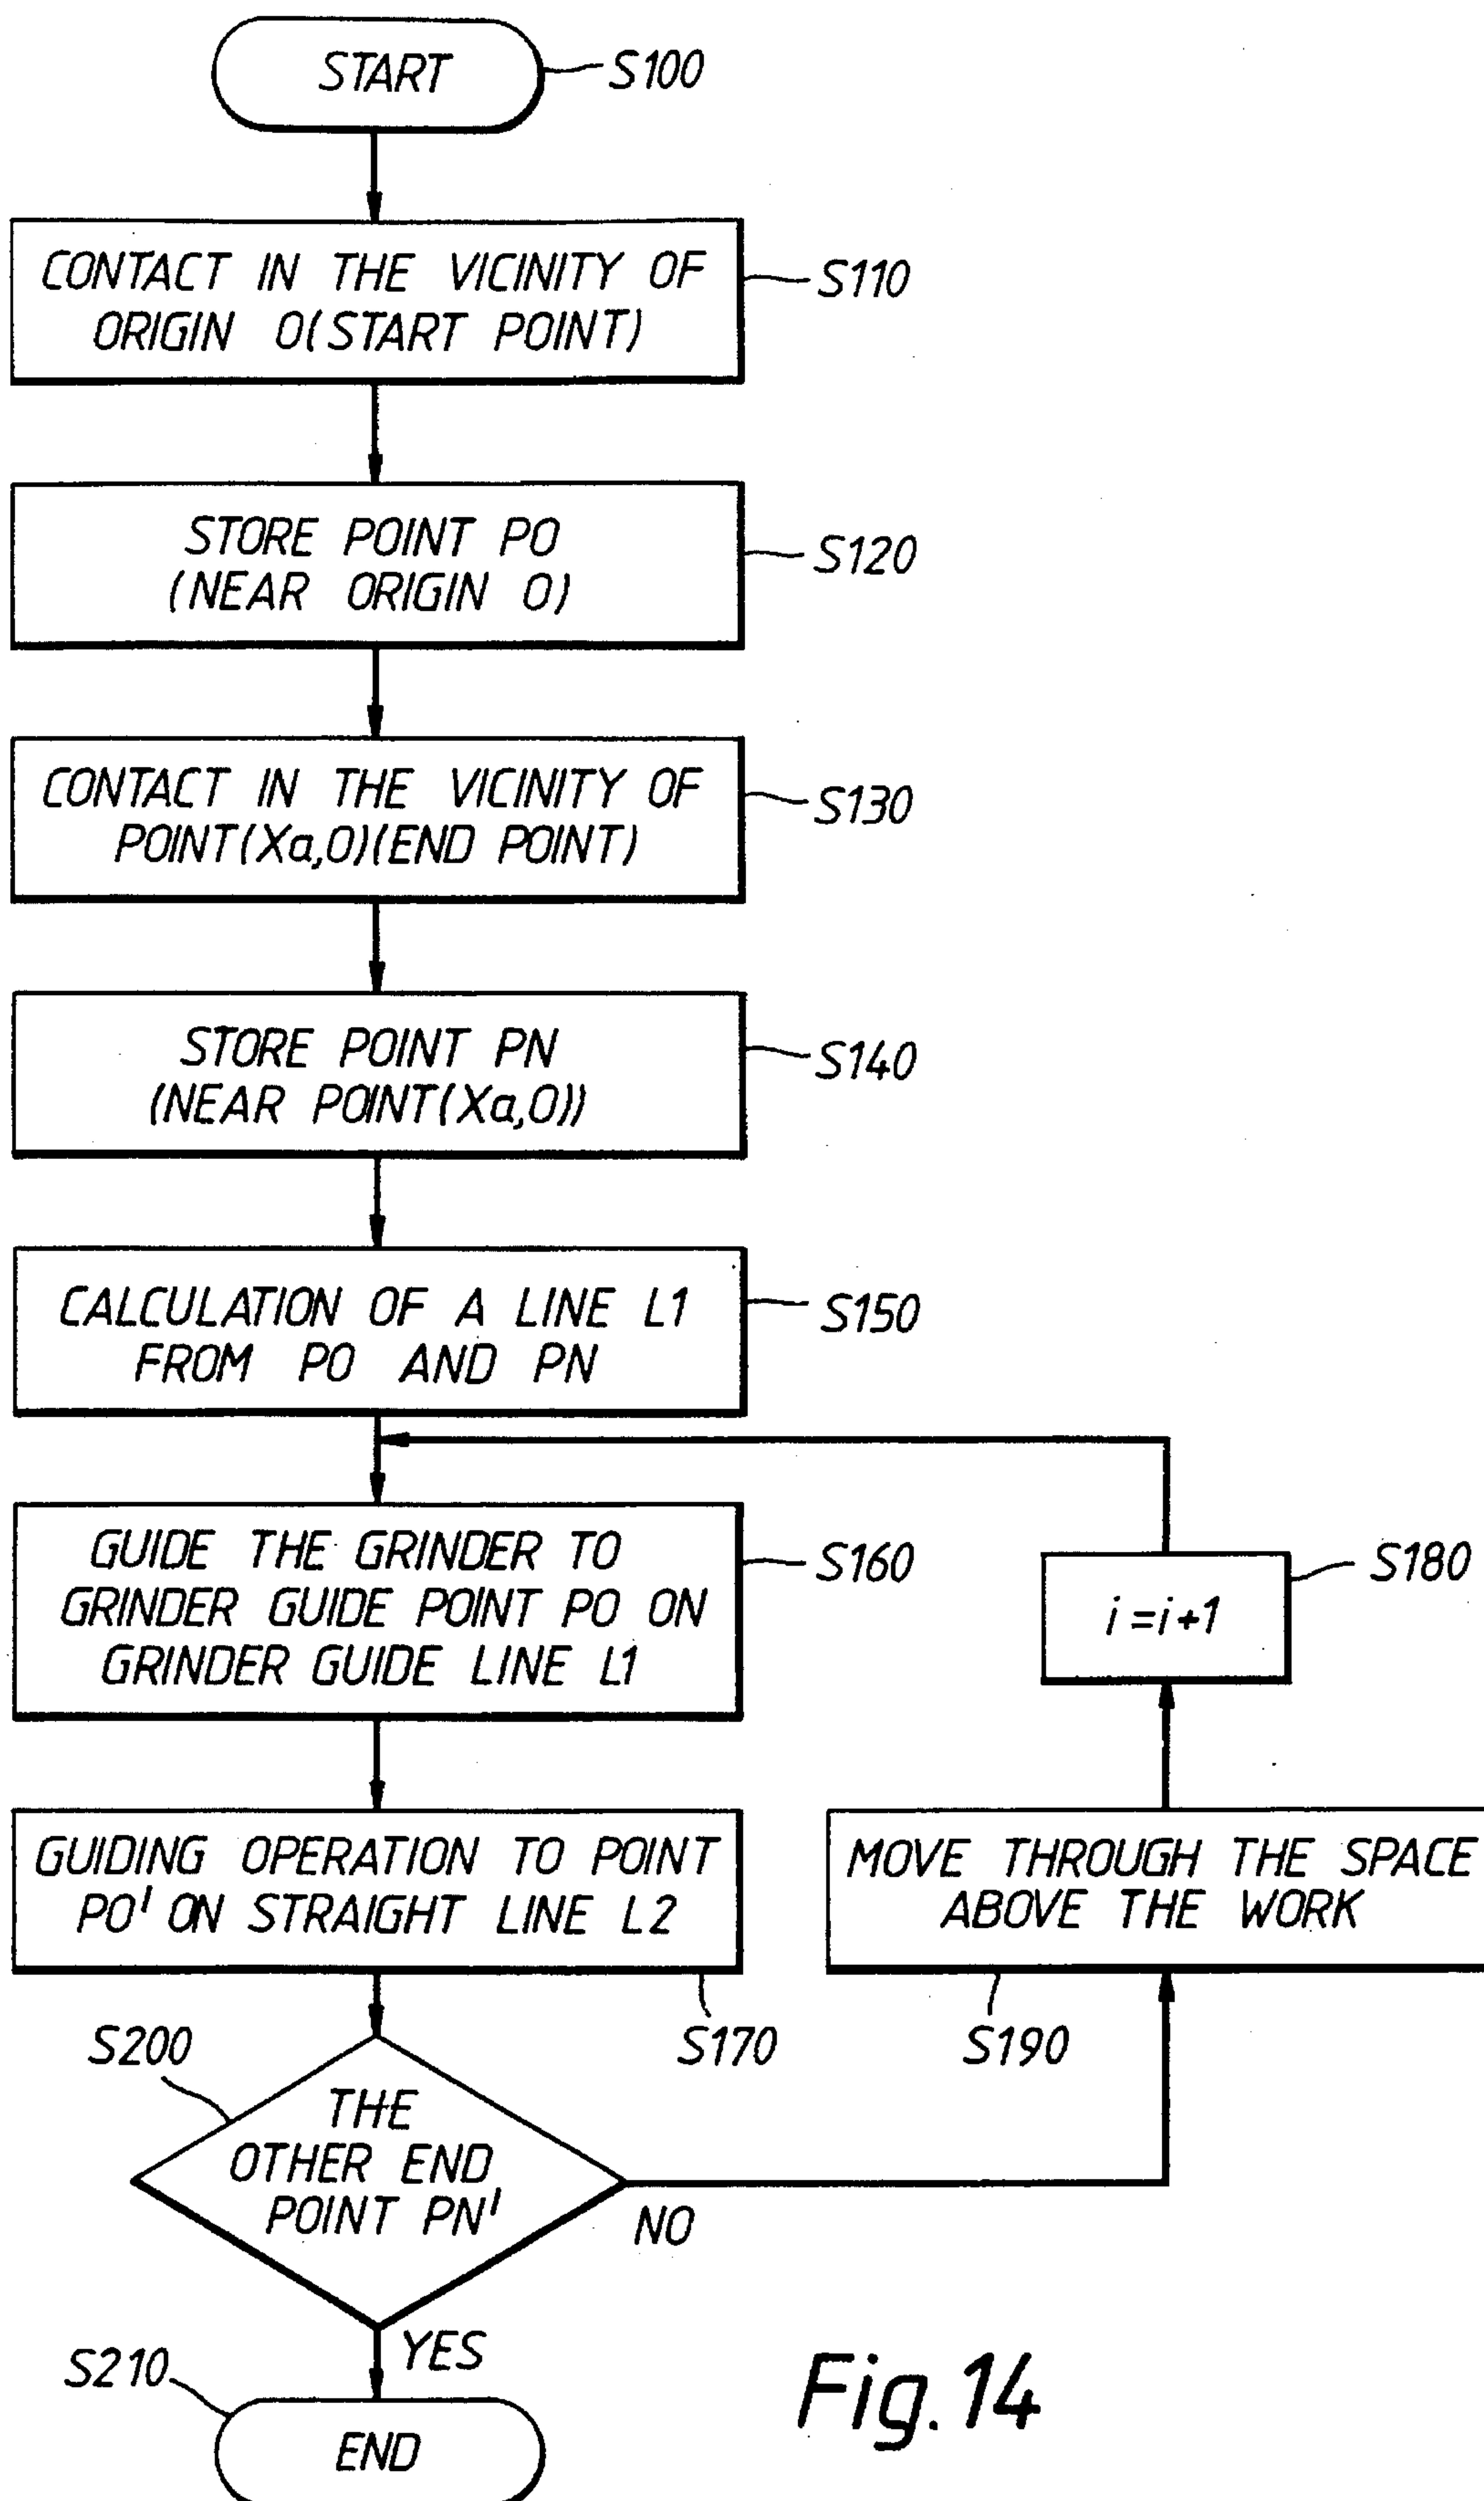 START
S100
CONTACT IN THE VICINITY OF
ORIGIN O(START POINT)
S110
STORE POINT PO
(NEAR ORIGIN O)
S120
CONTACT IN THE VICINITY OF
POINT(Xa,0)(END POINT)
S130
STORE POINT PN
(NEAR POINT(Xa,0))
S140
CALCULATION OF A LINE L1
FROM PO AND PN
S150
GUIDE THE GRINDER TO
GRINDER GUIDE POINT PO ON
GRINDER GUIDE LINE L1
S160
i=i+1
S180
GUIDING OPERATION TO POINT
PO' ON STRAIGHT LINE L2
S170
MOVE THROUGH THE SPACE
ABOVE THE WORK
S190
S200
THE
OTHER END
POINT PN'
NO
YES
S210
END
Fig. 14